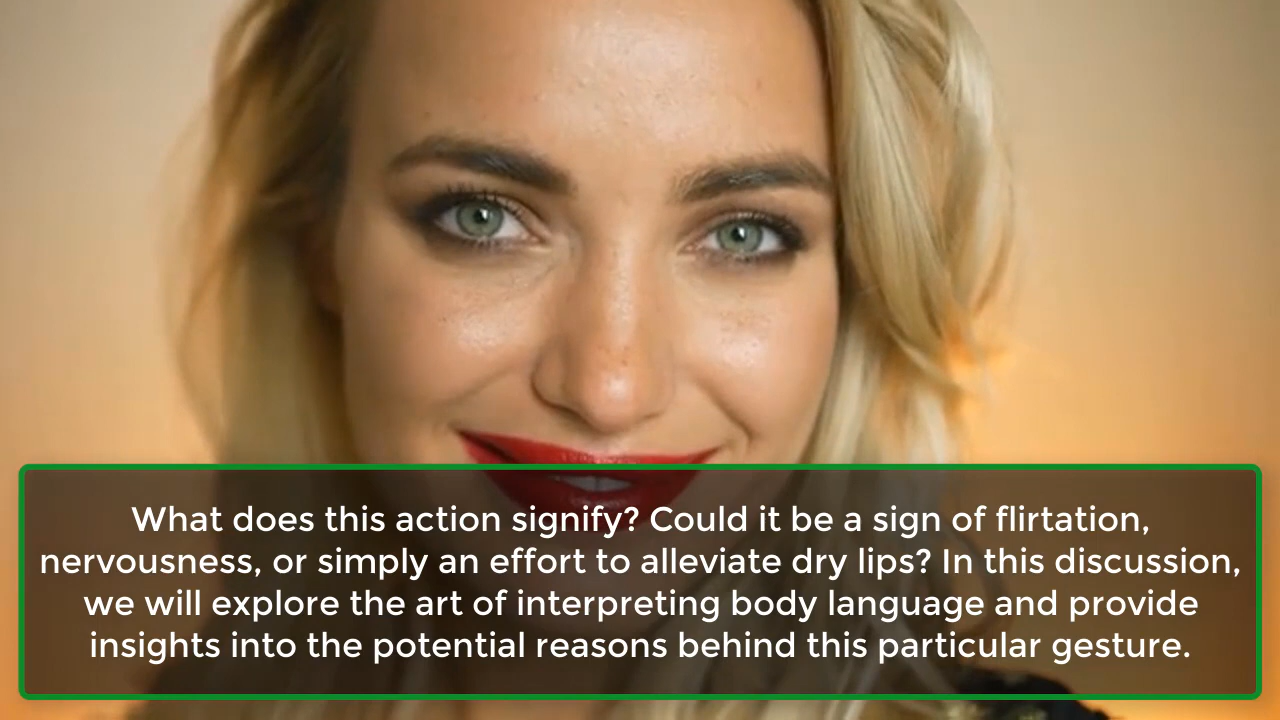 What does this action signify? Could it be a sign of flirtation,
nervousness, or simply an effort to alleviate dry lips? In this discussion,
we will explore the art of interpreting body language and provide
insights into the potential reasons behind this particular gesture.